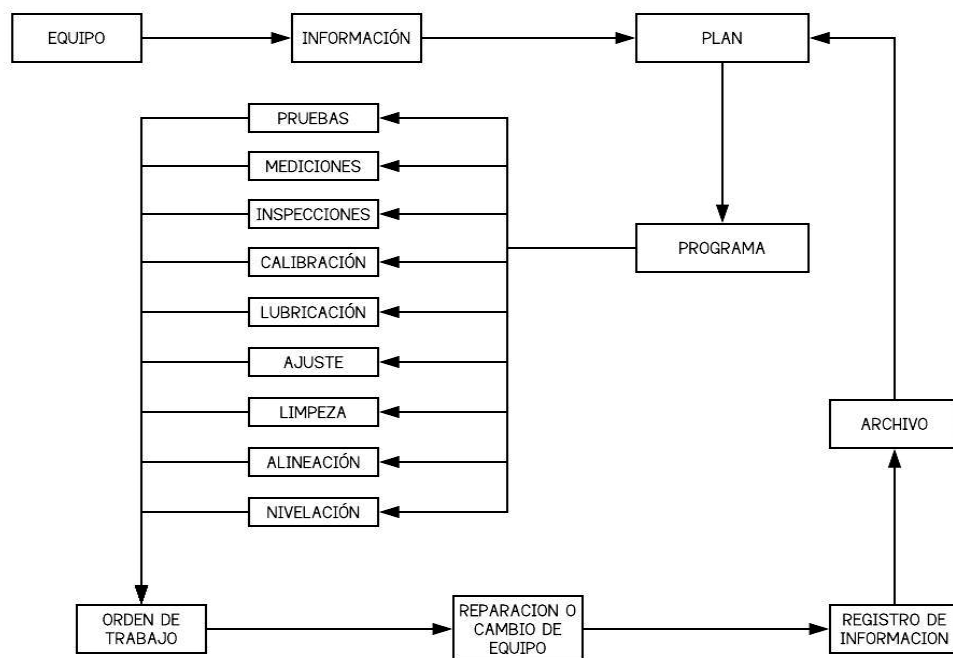 EQUIPO
INFORMACIÓN
PLAN
PRUEBAS
MEDICIONES
INSPECCIONES
PROGRAMA
CALIBRACIÓN
LUBRICACIÓN
AJUSTE
LIMPEZA
ARCHIVO
ALINEACIÓN
NIVELACIÓN
ORDEN DE
TRABAJO
REPARACION O
CAMBIO DE
EQUIPO
REGISTRO DE
INFORMACION